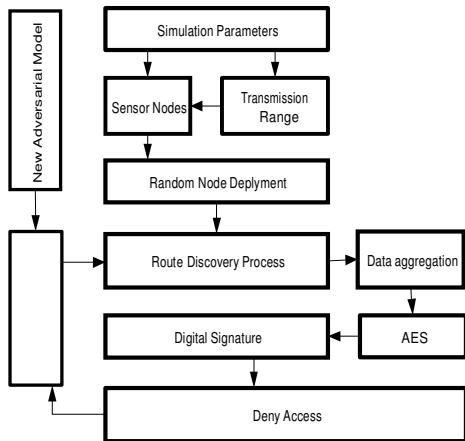 New Adversarial Model
Simulation Parameters
Sensor Nodes
Transmission
Range
Random Node Deplyment
Route Discovery Process
Data aggregation
Digital Signature
AES
Deny Access